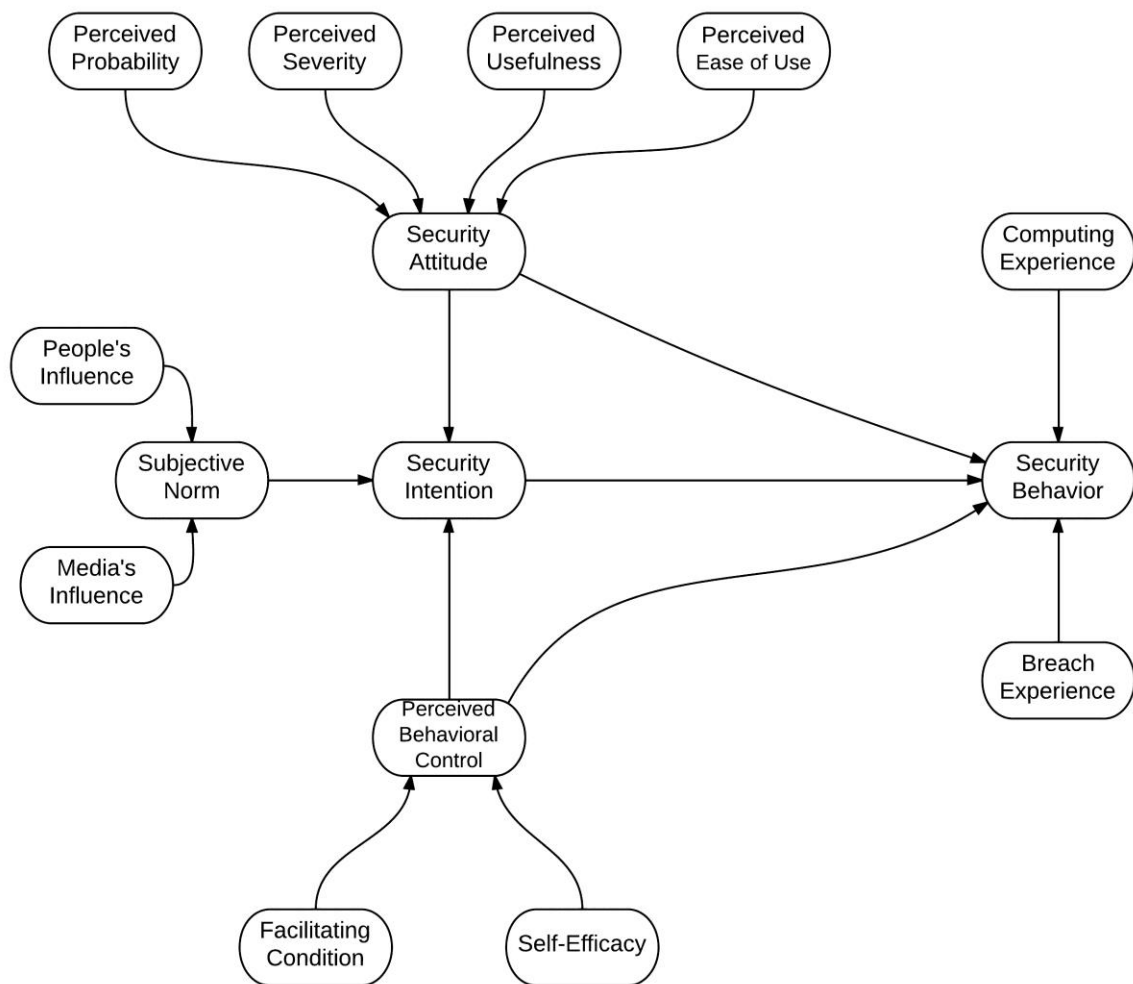 Perceived
Probability
Perceived
Severity
Perceived
Usefulness
Perceived
Ease of Use
Security
Attitude
Computing
Experience
People's
Influence
Subjective
Norm
Security
Intention
Security
Behavior
Media's
Influence
Breach
Experience
Perceived
Behavioral
Control
Facilitating
Condition
Self-Efficacy